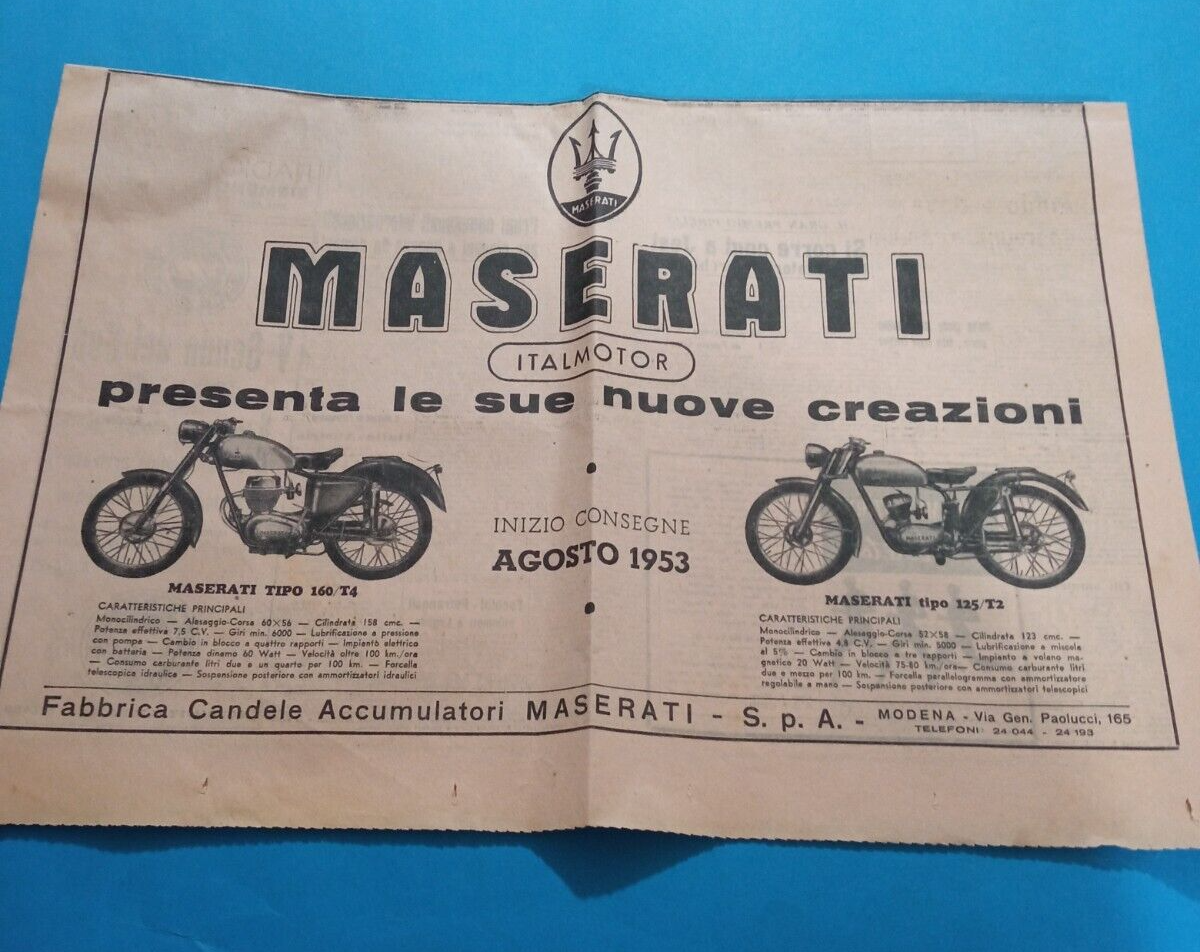 MASERATI
MASERATI
ITALMOTOR
presenta le sue nuove creazioni
INIZIO CONSEGNE
AGOSTO 1953
MASERATI TIPO 160/T4
CARATTERISTICHE PRINCIPALI
Monocilindrico — Alesaggio-Corsa 60×56 — Cilindrata 158 cmc. —
Potenza effettiva 7,5 C.V. — Giri min. 6000 — Lubrificazione a pressione
con pompa — Cambio in blocco a quattro rapporti — Impianto elettrico
con batteria — Potenza dinamo 60 Watt — Velocità oltre 100 km./ora
— Consumo carburante litri due e un quarto per 100 km. — Forcella
telescopica idraulica — Sospensione posteriore con ammortizzatori idraulici
MASERATI
MASERATI tipo 125/T2
CARATTERISTICHE PRINCIPALI
Monocilindrico — Alesaggio-Corsa 52×58 — Cilindrata 123 cmc. —
Potenza effettiva 4,8 C.V. — Giri min. 5000 — Lubrificazione a miscela
al 5% — Cambio in blocco a tre rapporti — Impianto a volano ma-
gnetico 20 Watt — Velocità 75-80 km./ora — Consumo carburante litri
due e mezzo per 100 km. — Forcella parallelogramma con ammortizzatore
regolabile a mano — Sospensione posteriore con ammortizzatori telescopici
Fabbrica Candele Accumulatori MASERATI - S. p. A. - MODENA - Via Gen. Paolucci, 165
TELEFONI 24 044 - 24 193